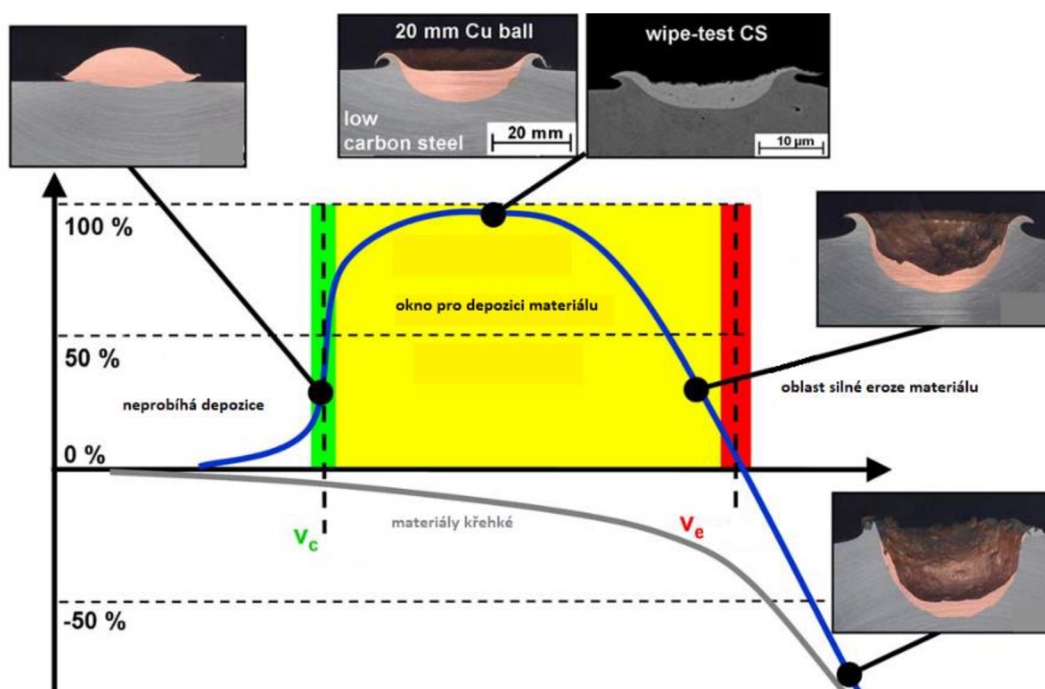 20 mm Cu ball
low
carbon steel
20 mm
wipe-test CS
10 µm
100 %
okno pro depozici materiálu
50 %
neprobíhá depozice
oblast silné eroze materiálu
0 %
materiály křehké
vc
ve
-50 %